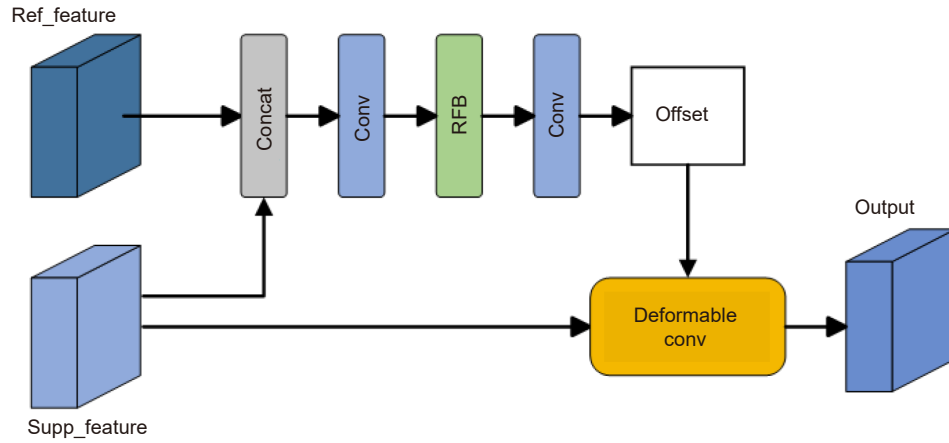 Ref_feature
Concat
Conv
RFB
Conv
Offset
Output
Deformable
conv
Supp_feature